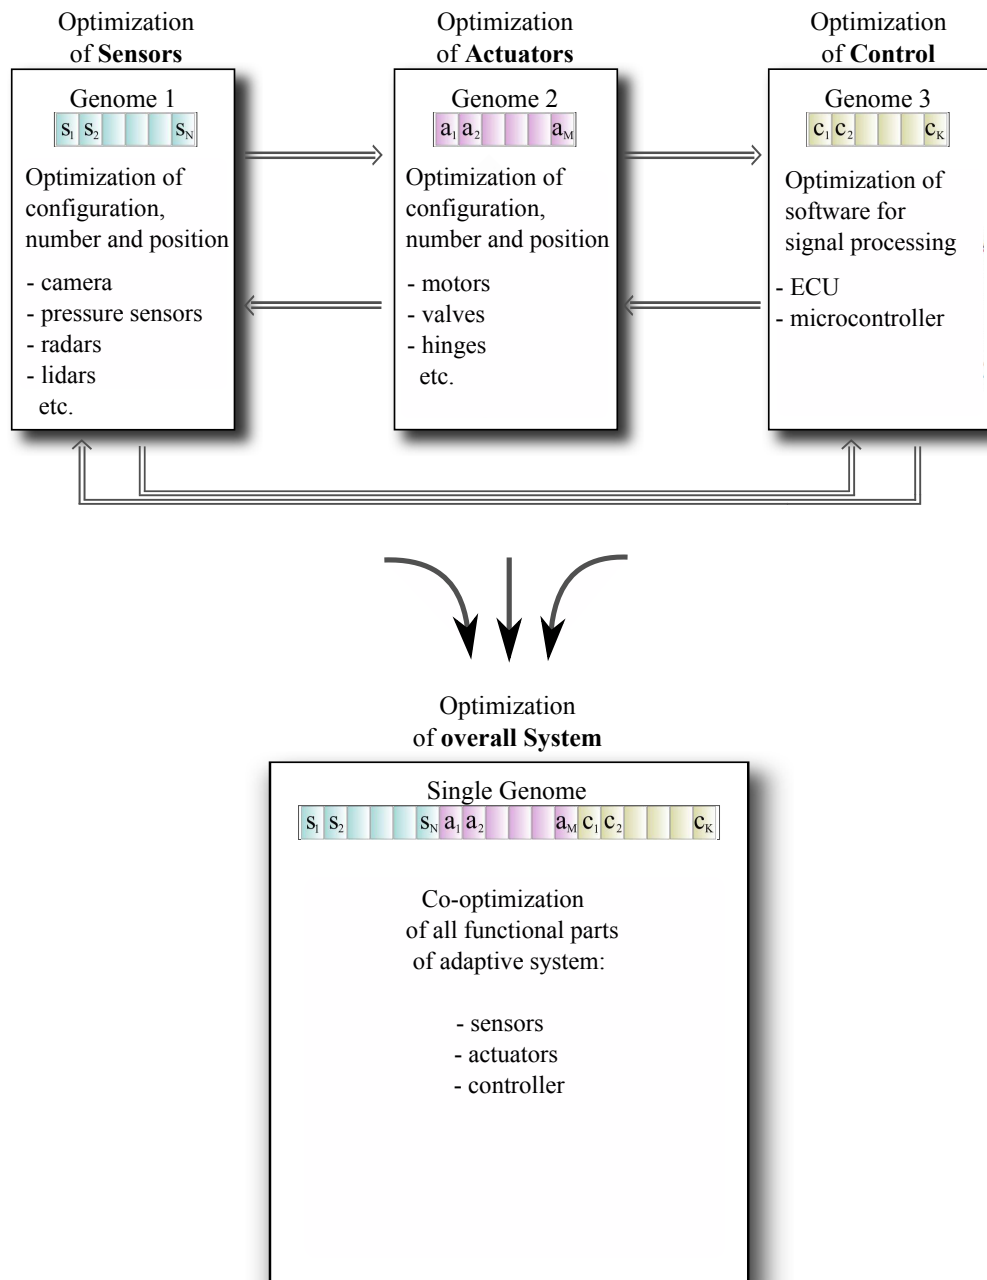 Optimization
of Sensors
Genome 1
s1 s2 sN
Optimization of
configuration,
number and position
- camera
- pressure sensors
- radars
- lidars
etc.
Optimization
of Actuators
Genome 2
a1 a2 aM
Optimization of
configuration,
number and position
- motors
- valves
- hinges
etc.
Optimization
of Control
Genome 3
c1 c2 cK
Optimization of
software for
signal processing
- ECU
- microcontroller
Optimization
of overall System
Single Genome
s1 s2 sN a1 a2 aM c1 c2 cK
Co-optimization
of all functional parts
of adaptive system:
- sensors
- actuators
- controller